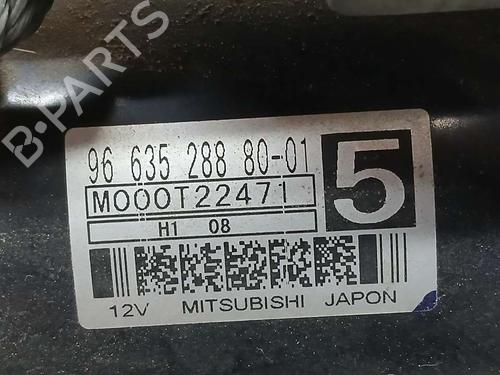 B-PARTS
96 635 288 80-01
5
M000T22471
H1 08
12V MITSUBISHI JAPON